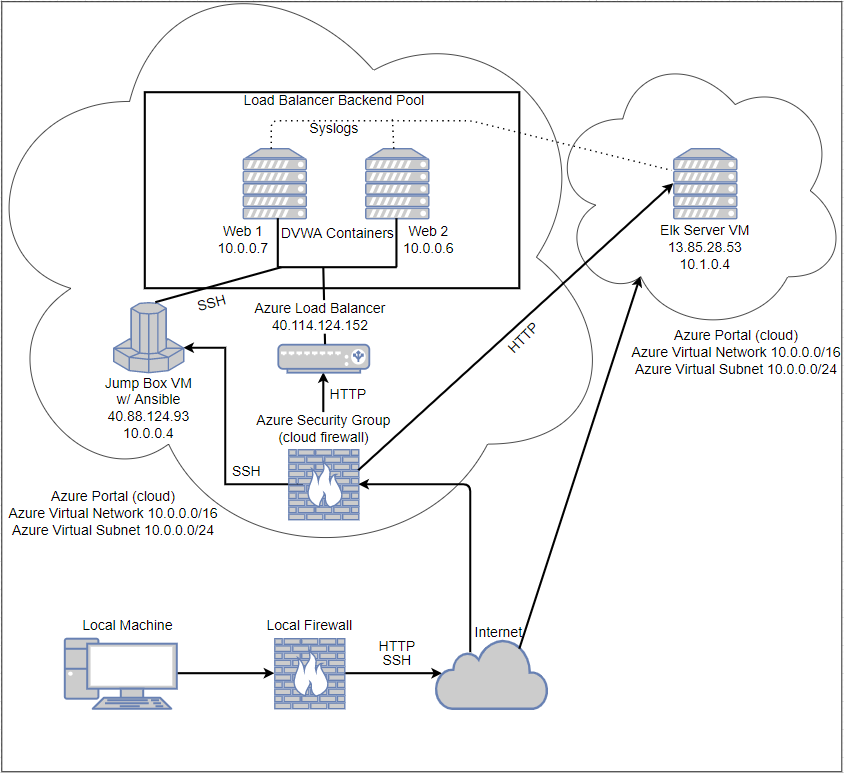 Load Balancer Backend Pool
Syslogs
Web 1
10.0.0.7
DVWA Containers
Web 2
10.0.0.6
Elk Server VM
13.85.28.53
10.1.0.4
SSH
Azure Load Balancer
40.114.124.152
HTTP
Azure Portal (cloud)
Azure Virtual Network 10.0.0.0/16
Azure Virtual Subnet 10.0.0.0/24
Jump Box VM
w/ Ansible
40.88.124.93
10.0.0.4
HTTP
Azure Security Group
(cloud firewall)
SSH
Azure Portal (cloud)
Azure Virtual Network 10.0.0.0/16
Azure Virtual Subnet 10.0.0.0/24
Local Machine
Local Firewall
HTTP
SSH
Internet